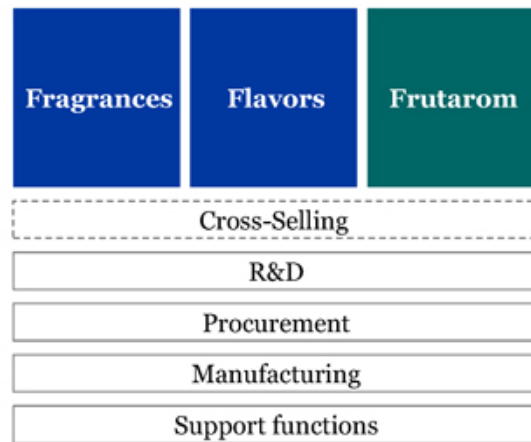 Fragrances
Flavors
Frutarom
Cross-Selling
R&D
Procurement
Manufacturing
Support functions